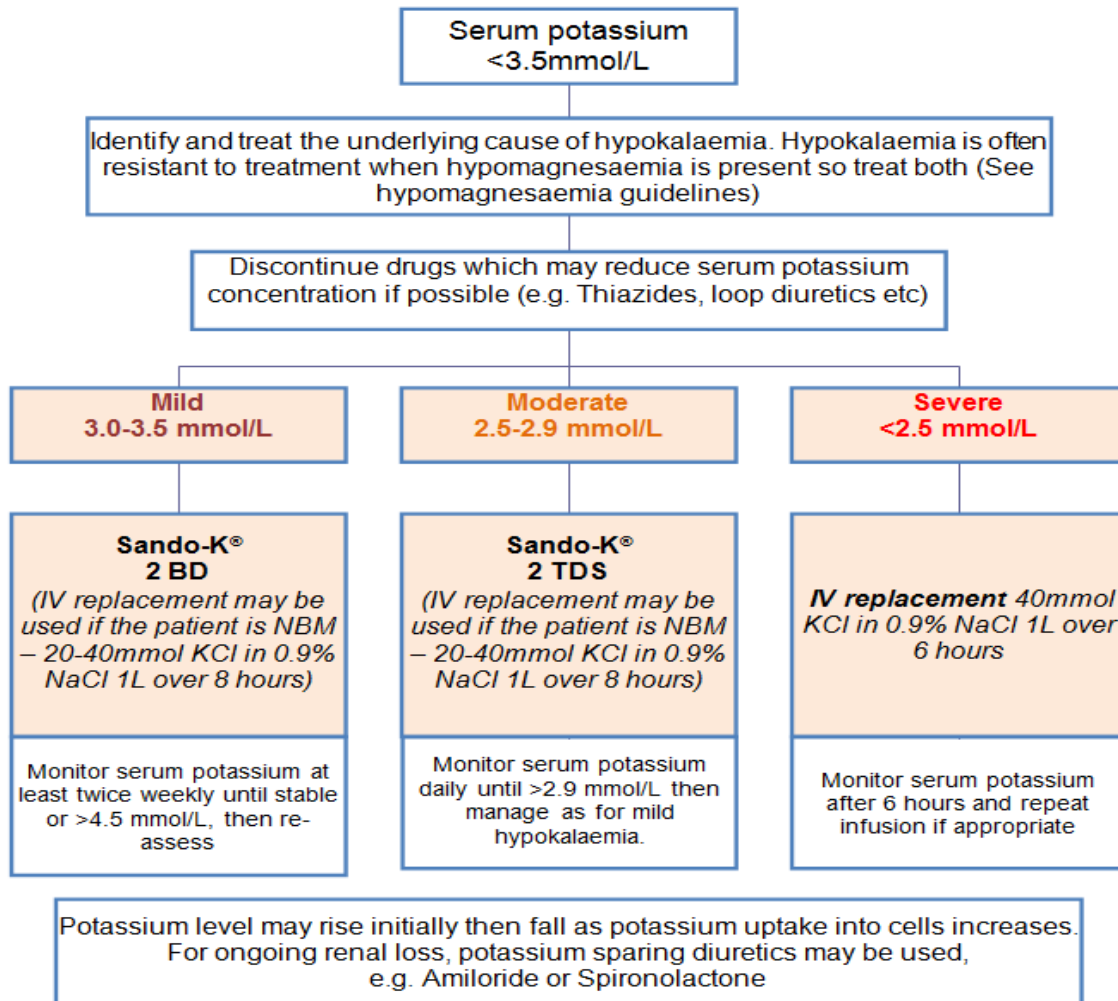 Serum potassium
<3.5mmol/L
Identify and treat the underlying cause of hypokalaemia. Hypokalaemia is often
resistant to treatment when hypomagnesaemia is present so treat both (See
hypomagnesaemia guidelines)
Discontinue drugs which may reduce serum potassium
concentration if possible (e.g. Thiazides, loop diuretics etc)
Mild
3.0-3.5 mmol/L
Moderate
2.5-2.9 mmol/L
Severe
<2.5 mmol/L
Sando-K®
2 BD
(IV replacement may be
used if the patient is NBM
– 20-40mmol KCl in 0.9%
NaCl 1L over 8 hours)
Sando-K®
2 TDS
(IV replacement may be
used if the patient is NBM
– 20-40mmol KCl in 0.9%
NaCl 1L over 8 hours)
IV replacement 40mmol
KCl in 0.9% NaCl 1L over
6 hours
Monitor serum potassium at
least twice weekly until stable
or >4.5 mmol/L, then re-
assess
Monitor serum potassium
daily until >2.9 mmol/L then
manage as for mild
hypokalaemia.
Monitor serum potassium
after 6 hours and repeat
infusion if appropriate
Potassium level may rise initially then fall as potassium uptake into cells increases.
For ongoing renal loss, potassium sparing diuretics may be used,
e.g. Amiloride or Spironolactone